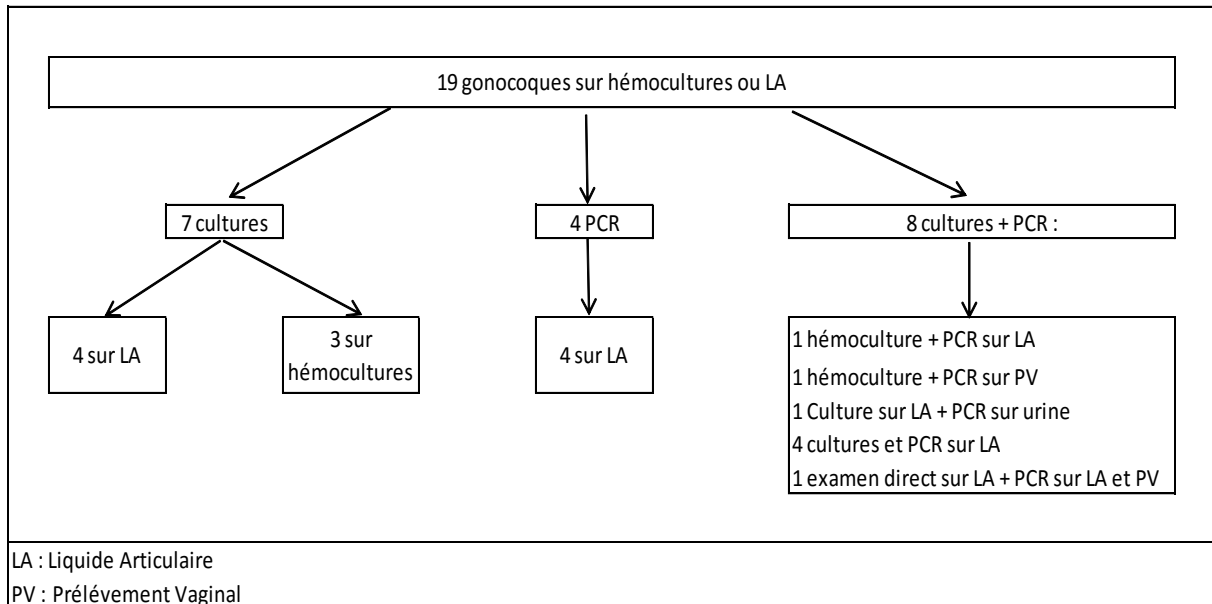 19 gonocoques sur hémocultures ou LA
7 cultures
4 PCR
8 cultures + PCR :
4 sur LA
3 sur
hémocultures
4 sur LA
1 hémoculture + PCR sur LA
1 hémoculture + PCR sur PV
1 Culture sur LA + PCR sur urine
4 cultures et PCR sur LA
1 examen direct sur LA + PCR sur LA et PV
LA : Liquide Articulaire
PV : Prélévement Vaginal